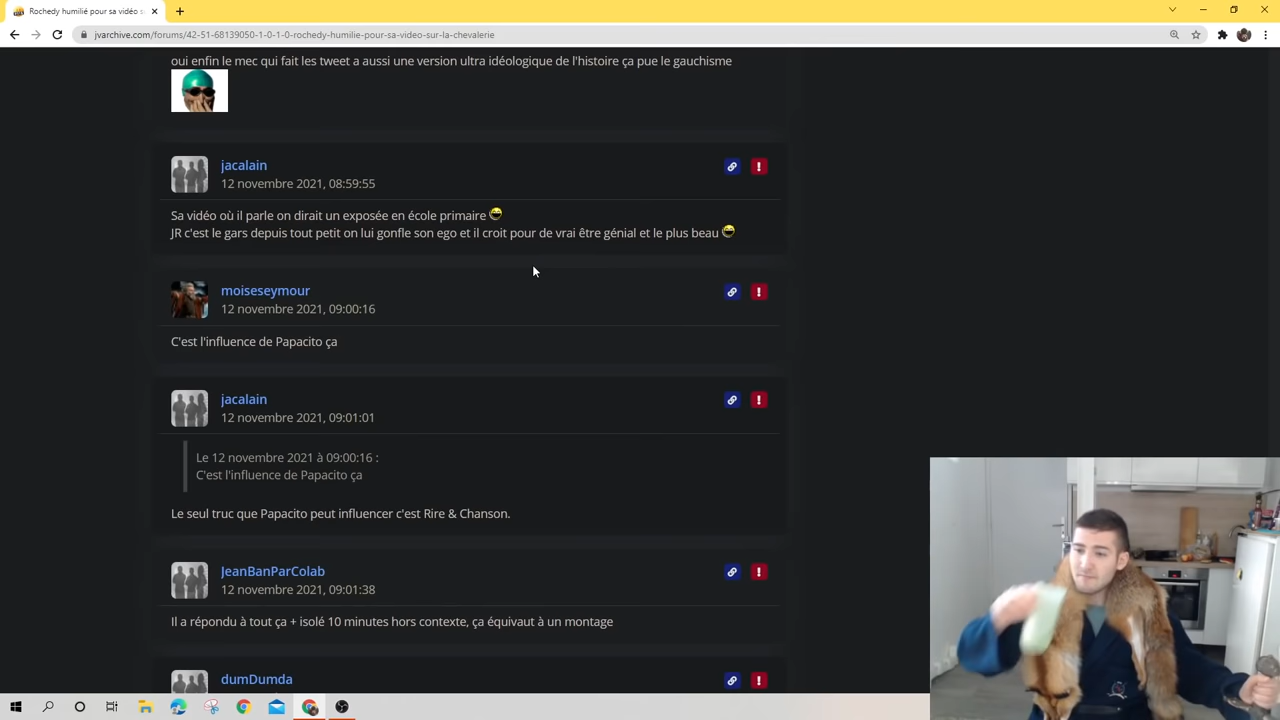 Rochedy humilié pour sa vidéo s
jvarchive.com/forums/42-51-68139050-1-0-1-0-rochedy-humilie-pour-sa-video-sur-la-chevalerie
oui enfin le mec qui fait les tweet a aussi une version ultra idéologique de l'histoire ça pue le gauchisme
jacalain
12 novembre 2021, 08:59:55
Sa vidéo où il parle on dirait un exposée en école primaire
JR c'est le gars depuis tout petit on lui gonfle son ego et il croit pour de vrai être génial et le plus beau
moiseseymour
12 novembre 2021, 09:00:16
C'est l'influence de Papacito ça
jacalain
12 novembre 2021, 09:01:01
Le 12 novembre 2021 à 09:00:16 :
C'est l'influence de Papacito ça
Le seul truc que Papacito peut influencer c'est Rire & Chanson.
JeanBanParColab
12 novembre 2021, 09:01:38
Il a répondu à tout ça + isolé 10 minutes hors contexte, ça équivaut à un montage
dumDumda